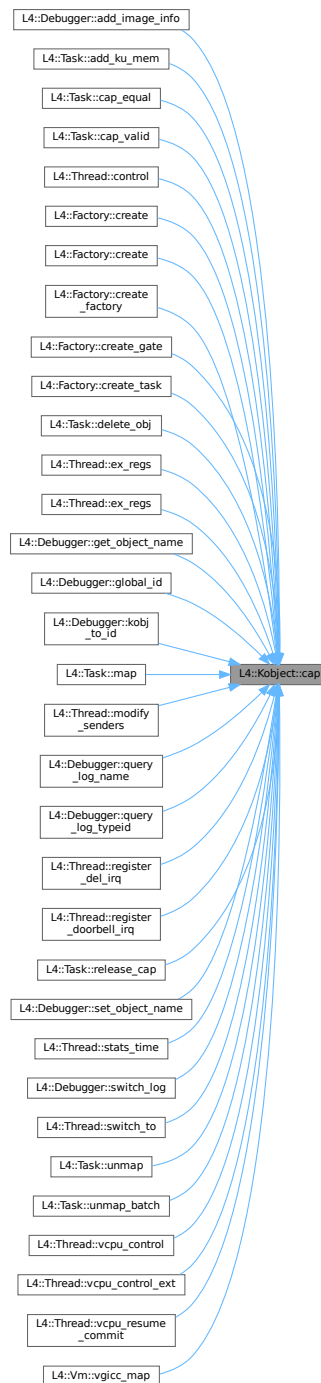 L4::Debugger::add_image_info
L4::Task::add_ku_mem
L4::Task::cap_equal
L4::Task::cap_valid
L4::Thread::control
L4::Factory::create
L4::Factory::create
L4::Factory::create
_factory
L4::Factory::create_gate
L4::Factory::create_task
L4::Task::delete_obj
L4::Thread::ex_regs
L4::Thread::ex_regs
L4::Debugger::get_object_name
L4::Debugger::global_id
L4::Debugger::kobj
_to_id
L4::Task::map
L4::Kobject::cap
L4::Thread::modify
_senders
L4::Debugger::query
_log_name
L4::Debugger::query
_log_typeid
L4::Thread::register
_del_irq
L4::Thread::register
_doorbell_irq
L4::Task::release_cap
L4::Debugger::set_object_name
L4::Thread::stats_time
L4::Debugger::switch_log
L4::Thread::switch_to
L4::Task::unmap
L4::Task::unmap_batch
L4::Thread::vcpu_control
L4::Thread::vcpu_control_ext
L4::Thread::vcpu_resume
_commit
L4::Vm::vgicc_map